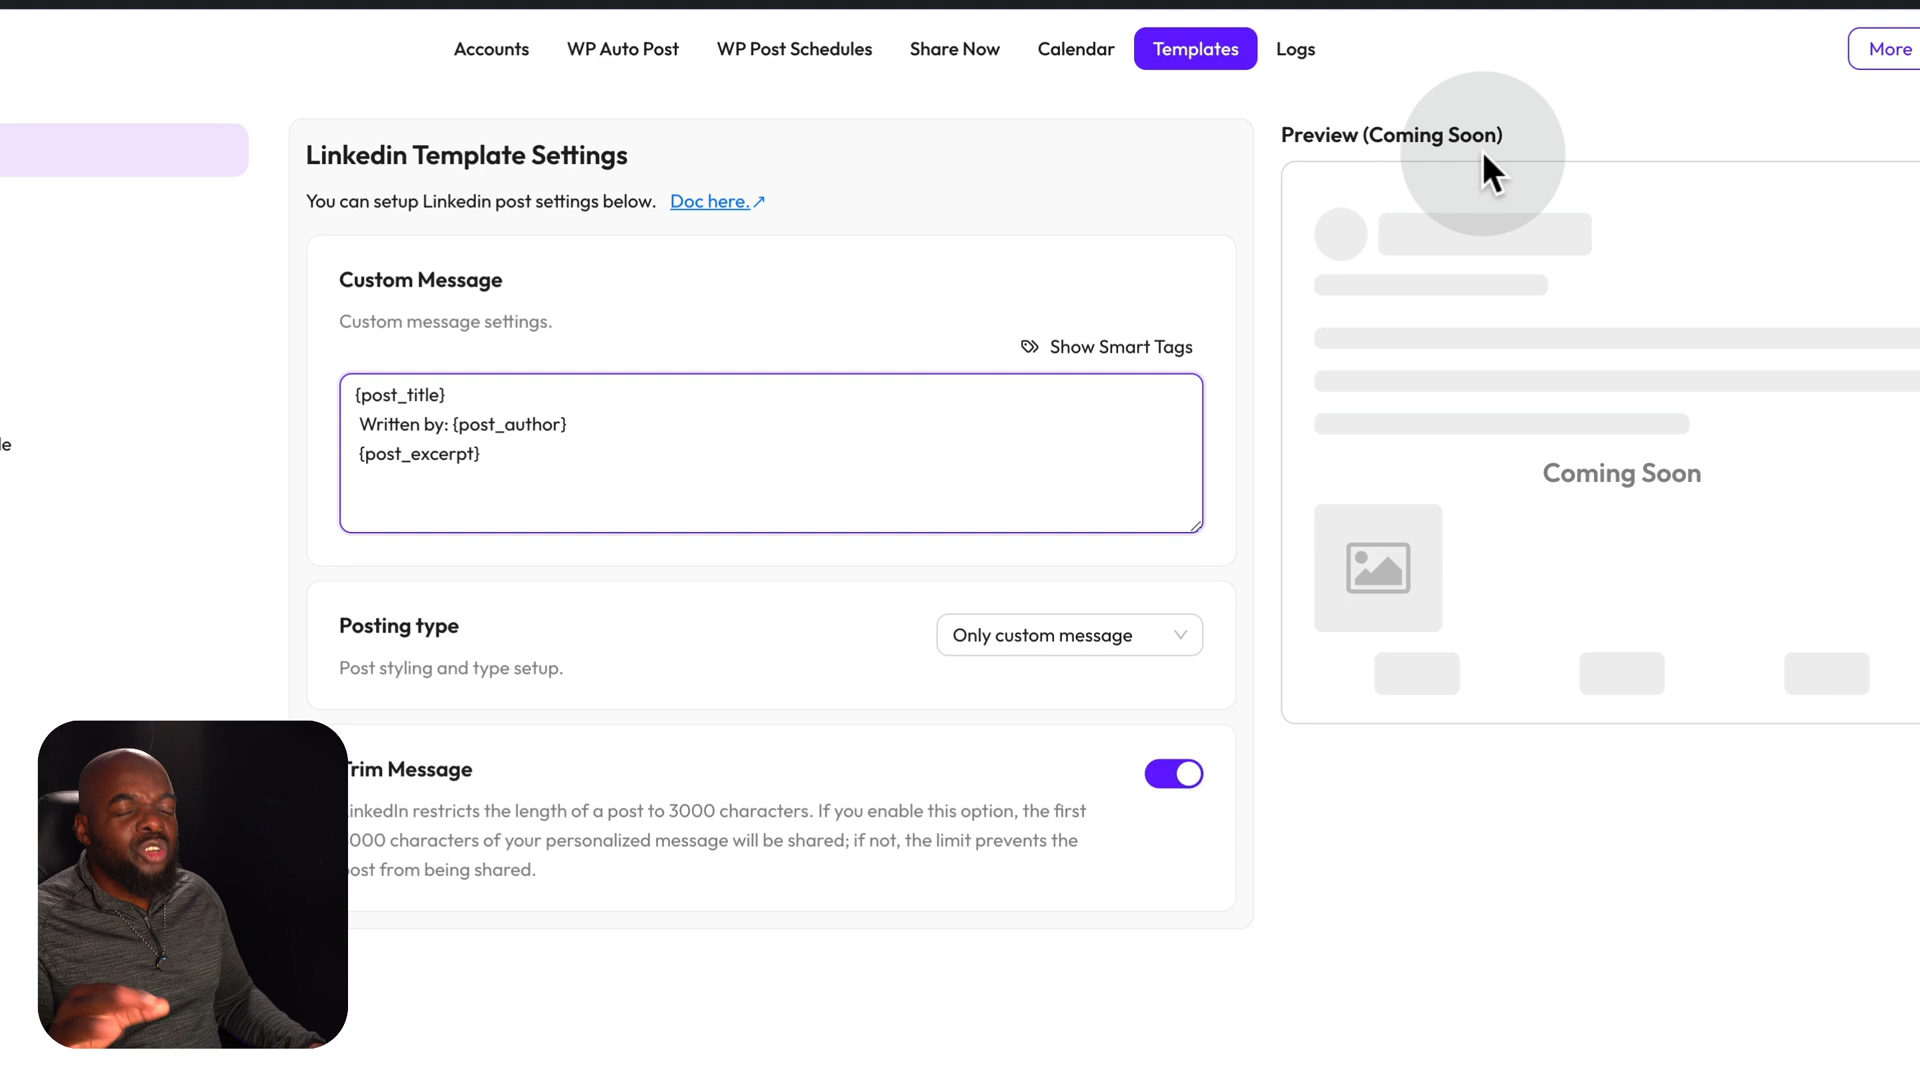 Accounts
WP Auto Post
WP Post Schedules
Share Now
Calendar
Templates
Logs
More
Linkedin Template Settings
You can setup Linkedin post settings below. Doc here.↗
Custom Message
Custom message settings.
Show Smart Tags
{post_title}
Written by: {post_author}
{post_excerpt}
Posting type
Post styling and type setup.
Only custom message
Trim Message
LinkedIn restricts the length of a post to 3000 characters. If you enable this option, the first
3000 characters of your personalized message will be shared; if not, the limit prevents the
post from being shared.
Preview (Coming Soon)
Coming Soon
le